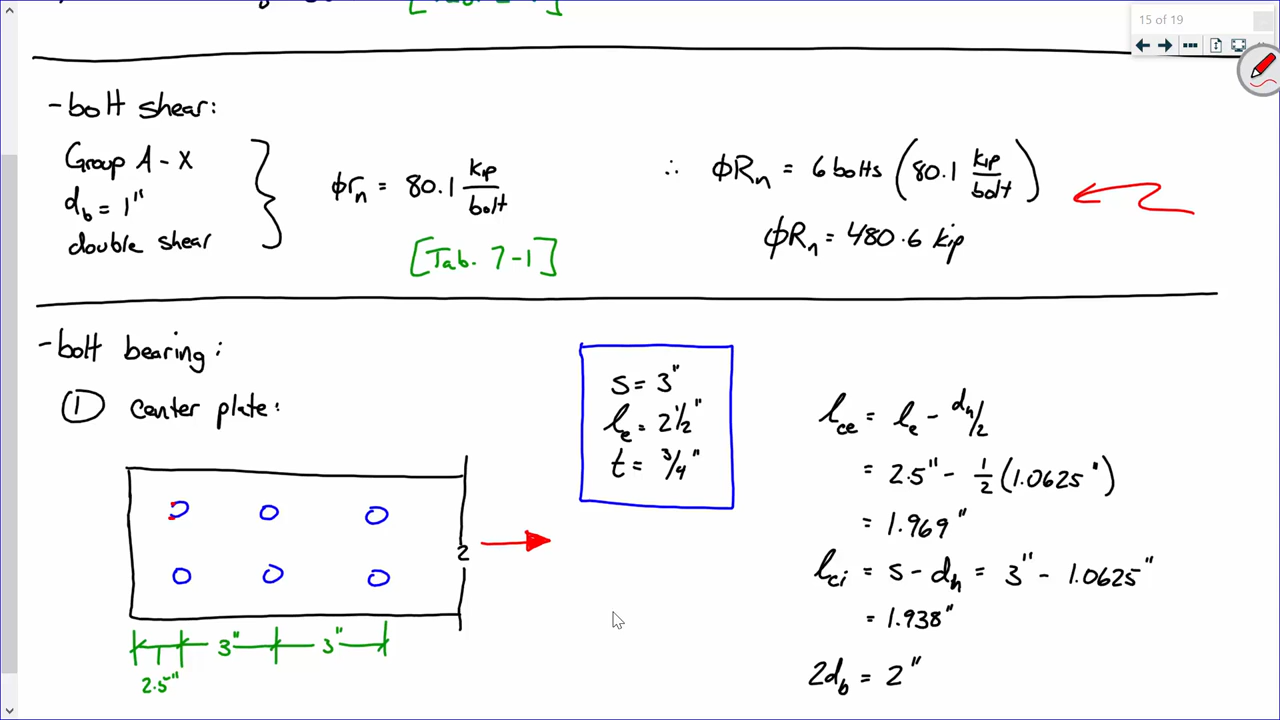 15 of 19
- bolt shear:
Group A - X
d_b = 1"
double shear
ϕr_n = 80.1 kip/bolt
[Tab. 7-1]
∴ ϕR_n = 6 bolts (80.1 kip/bolt)
ϕR_n = 480.6 kip
- bolt bearing:
① center plate:
s = 3"
l_e = 2 1/2"
t = 3/4"
2
3" 3"
2.5"
l_ce = l_e - d_h/2
= 2.5" - 1/2 (1.0625")
= 1.969"
l_ci = s - d_h = 3" - 1.0625"
= 1.938"
2d_b = 2"